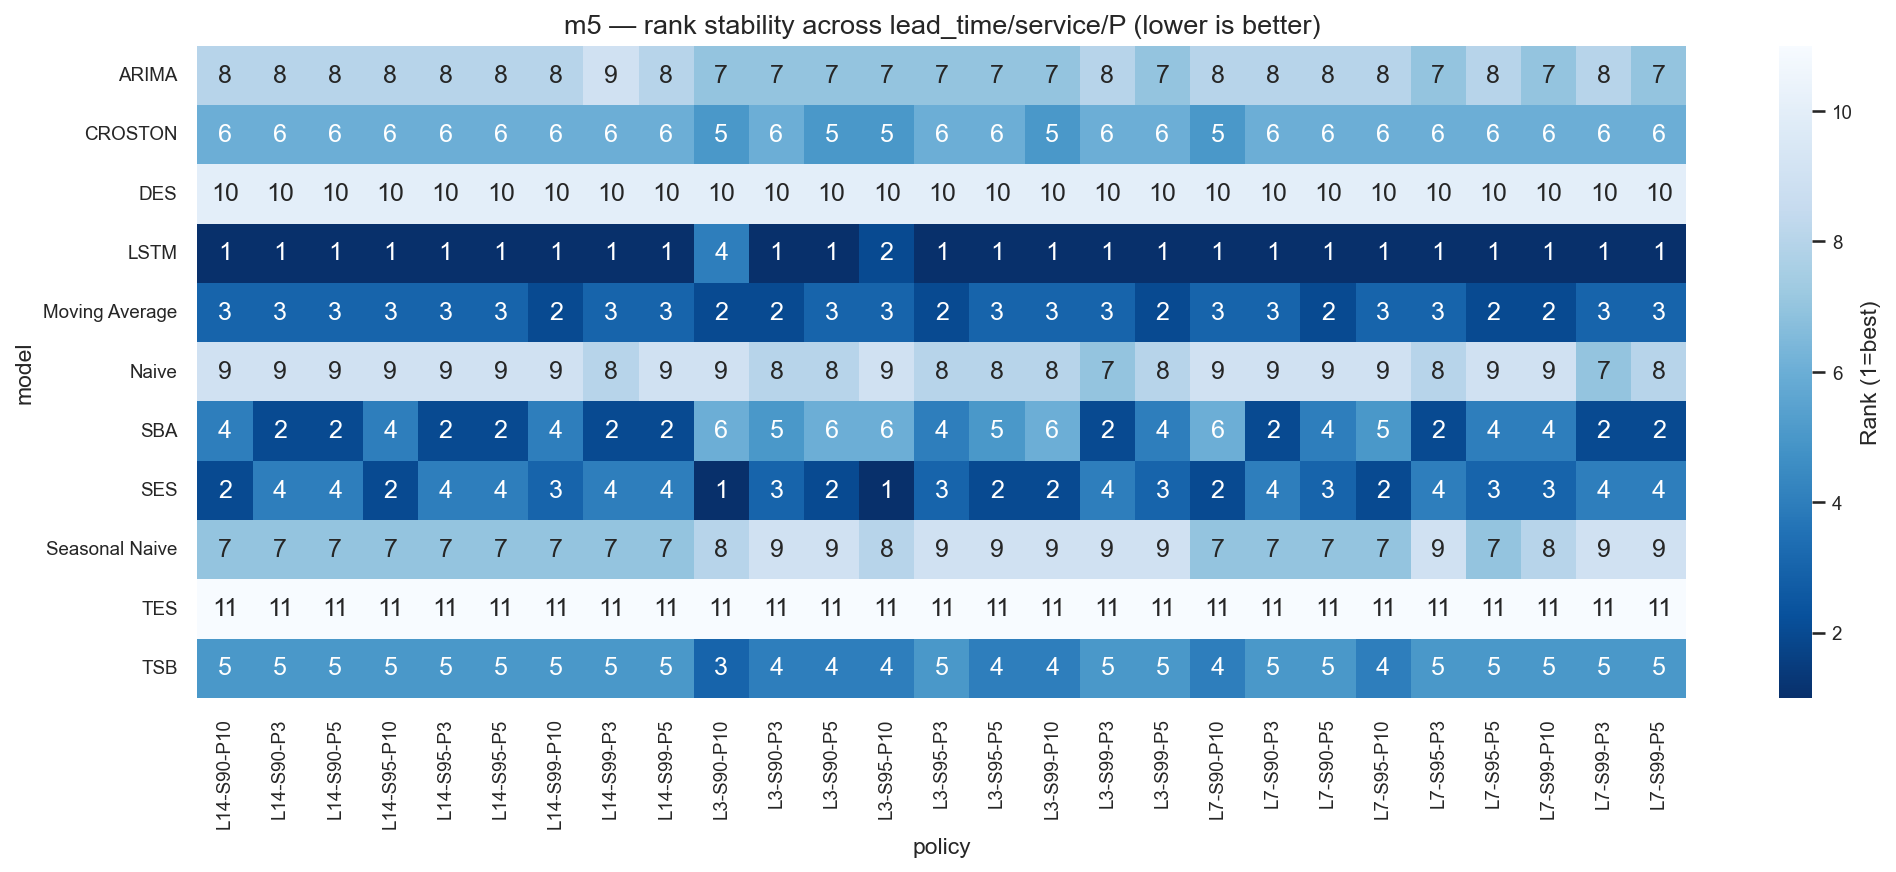 m5 — rank stability across lead_time/service/P (lower is better)
ARIMA 8 8 8 8 8 8 8 9 8 7 7 7 7 7 7 7 8 7 8 8 8 8 7 8 7 8 7
CROSTON 6 6 6 6 6 6 6 6 6 5 6 5 5 6 6 5 6 6 5 6 6 6 6 6 6 6 6
DES 10 10 10 10 10 10 10 10 10 10 10 10 10 10 10 10 10 10 10 10 10 10 10 10 10 10 10
LSTM 1 1 1 1 1 1 1 1 1 4 1 1 2 1 1 1 1 1 1 1 1 1 1 1 1 1 1
Moving Average 3 3 3 3 3 3 2 3 3 2 2 3 3 2 3 3 3 2 3 3 2 3 3 2 2 3 3
Naive 9 9 9 9 9 9 9 8 9 9 8 8 9 8 8 8 7 8 9 9 9 9 8 9 9 7 8
SBA 4 2 2 4 2 2 4 2 2 6 5 6 6 4 5 6 2 4 6 2 4 5 2 4 4 2 2
SES 2 4 4 2 4 4 3 4 4 1 3 2 1 3 2 2 4 3 2 4 3 2 4 3 3 4 4
Seasonal Naive 7 7 7 7 7 7 7 7 7 8 9 9 8 9 9 9 9 9 7 7 7 7 9 7 8 9 9
TES 11 11 11 11 11 11 11 11 11 11 11 11 11 11 11 11 11 11 11 11 11 11 11 11 11 11 11
TSB 5 5 5 5 5 5 5 5 5 3 4 4 4 5 4 4 5 5 4 5 5 4 5 5 5 5 5
model
L14-S90-P10
L14-S90-P3
L14-S90-P5
L14-S95-P10
L14-S95-P3
L14-S95-P5
L14-S99-P10
L14-S99-P3
L14-S99-P5
L3-S90-P10
L3-S90-P3
L3-S90-P5
L3-S95-P10
L3-S95-P3
L3-S95-P5
L3-S99-P10
L3-S99-P3
L3-S99-P5
L7-S90-P10
L7-S90-P3
L7-S90-P5
L7-S95-P10
L7-S95-P3
L7-S95-P5
L7-S99-P10
L7-S99-P3
L7-S99-P5
policy
10
8
6
4
2
Rank (1=best)